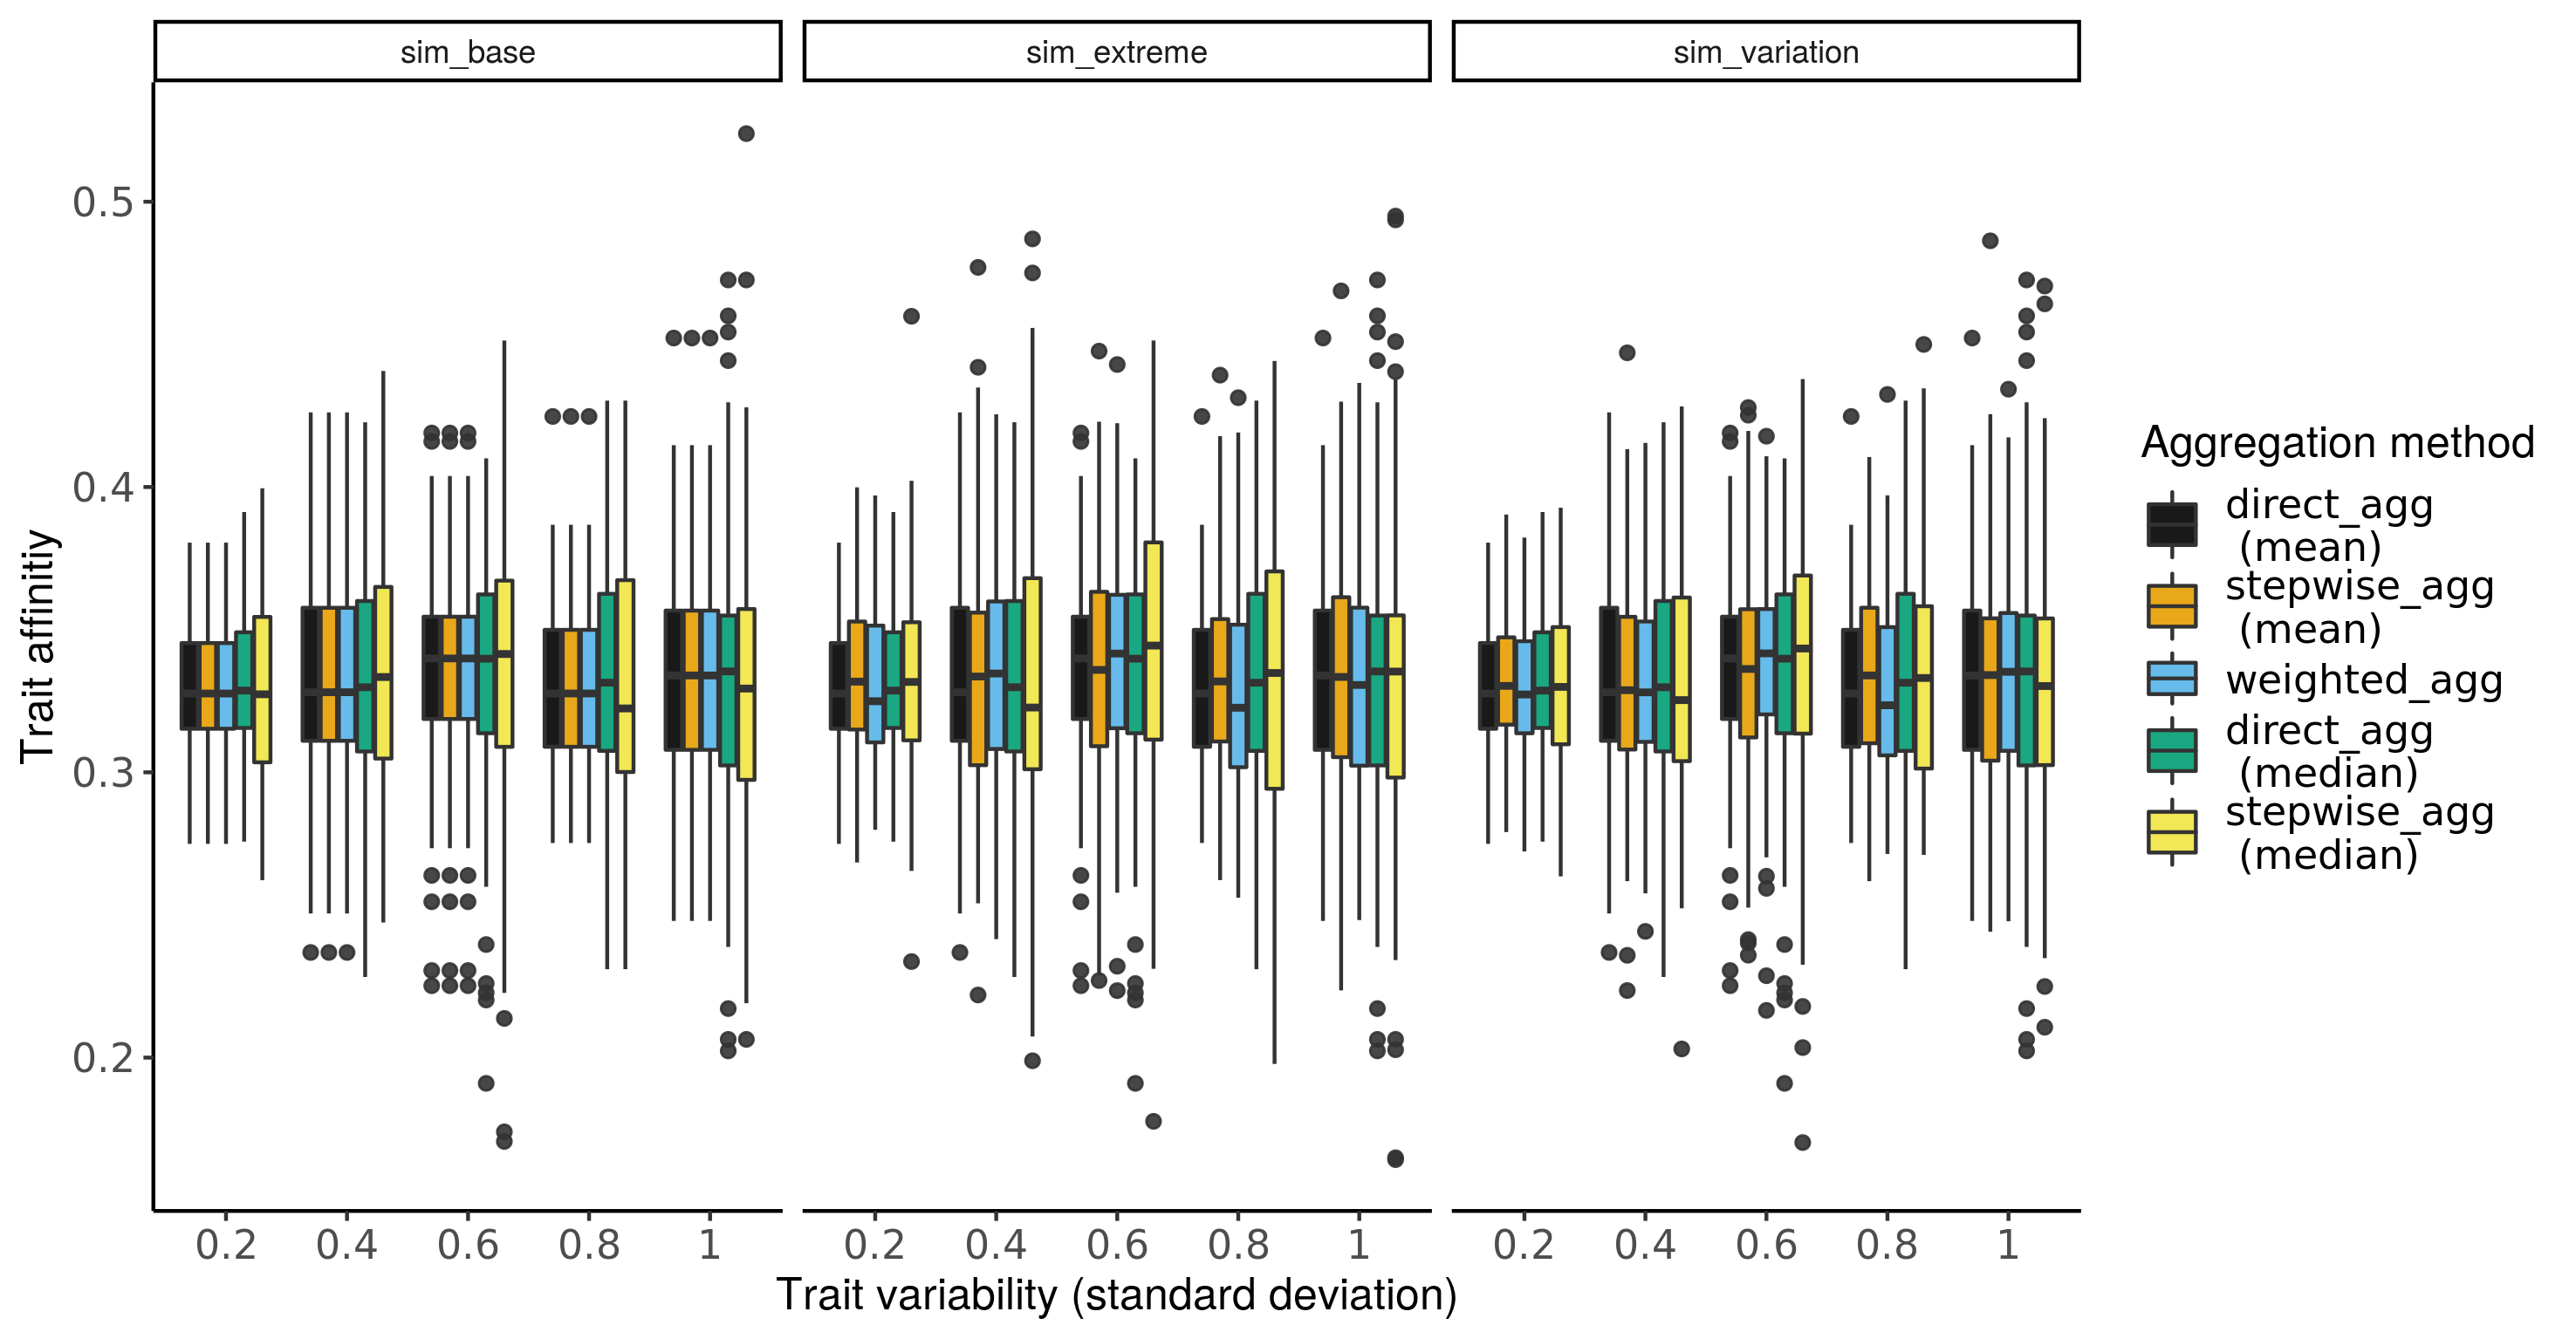 sim_base
sim_extreme
sim_variation
Trait affinitiy
0.5
0.4
0.3
0.2
0.2 0.4 0.6 0.8 1
0.2 0.4 0.6 0.8 1
0.2 0.4 0.6 0.8 1
Trait variability (standard deviation)
Aggregation method
direct_agg
(mean)
stepwise_agg
(mean)
weighted_agg
direct_agg
(median)
stepwise_agg
(median)